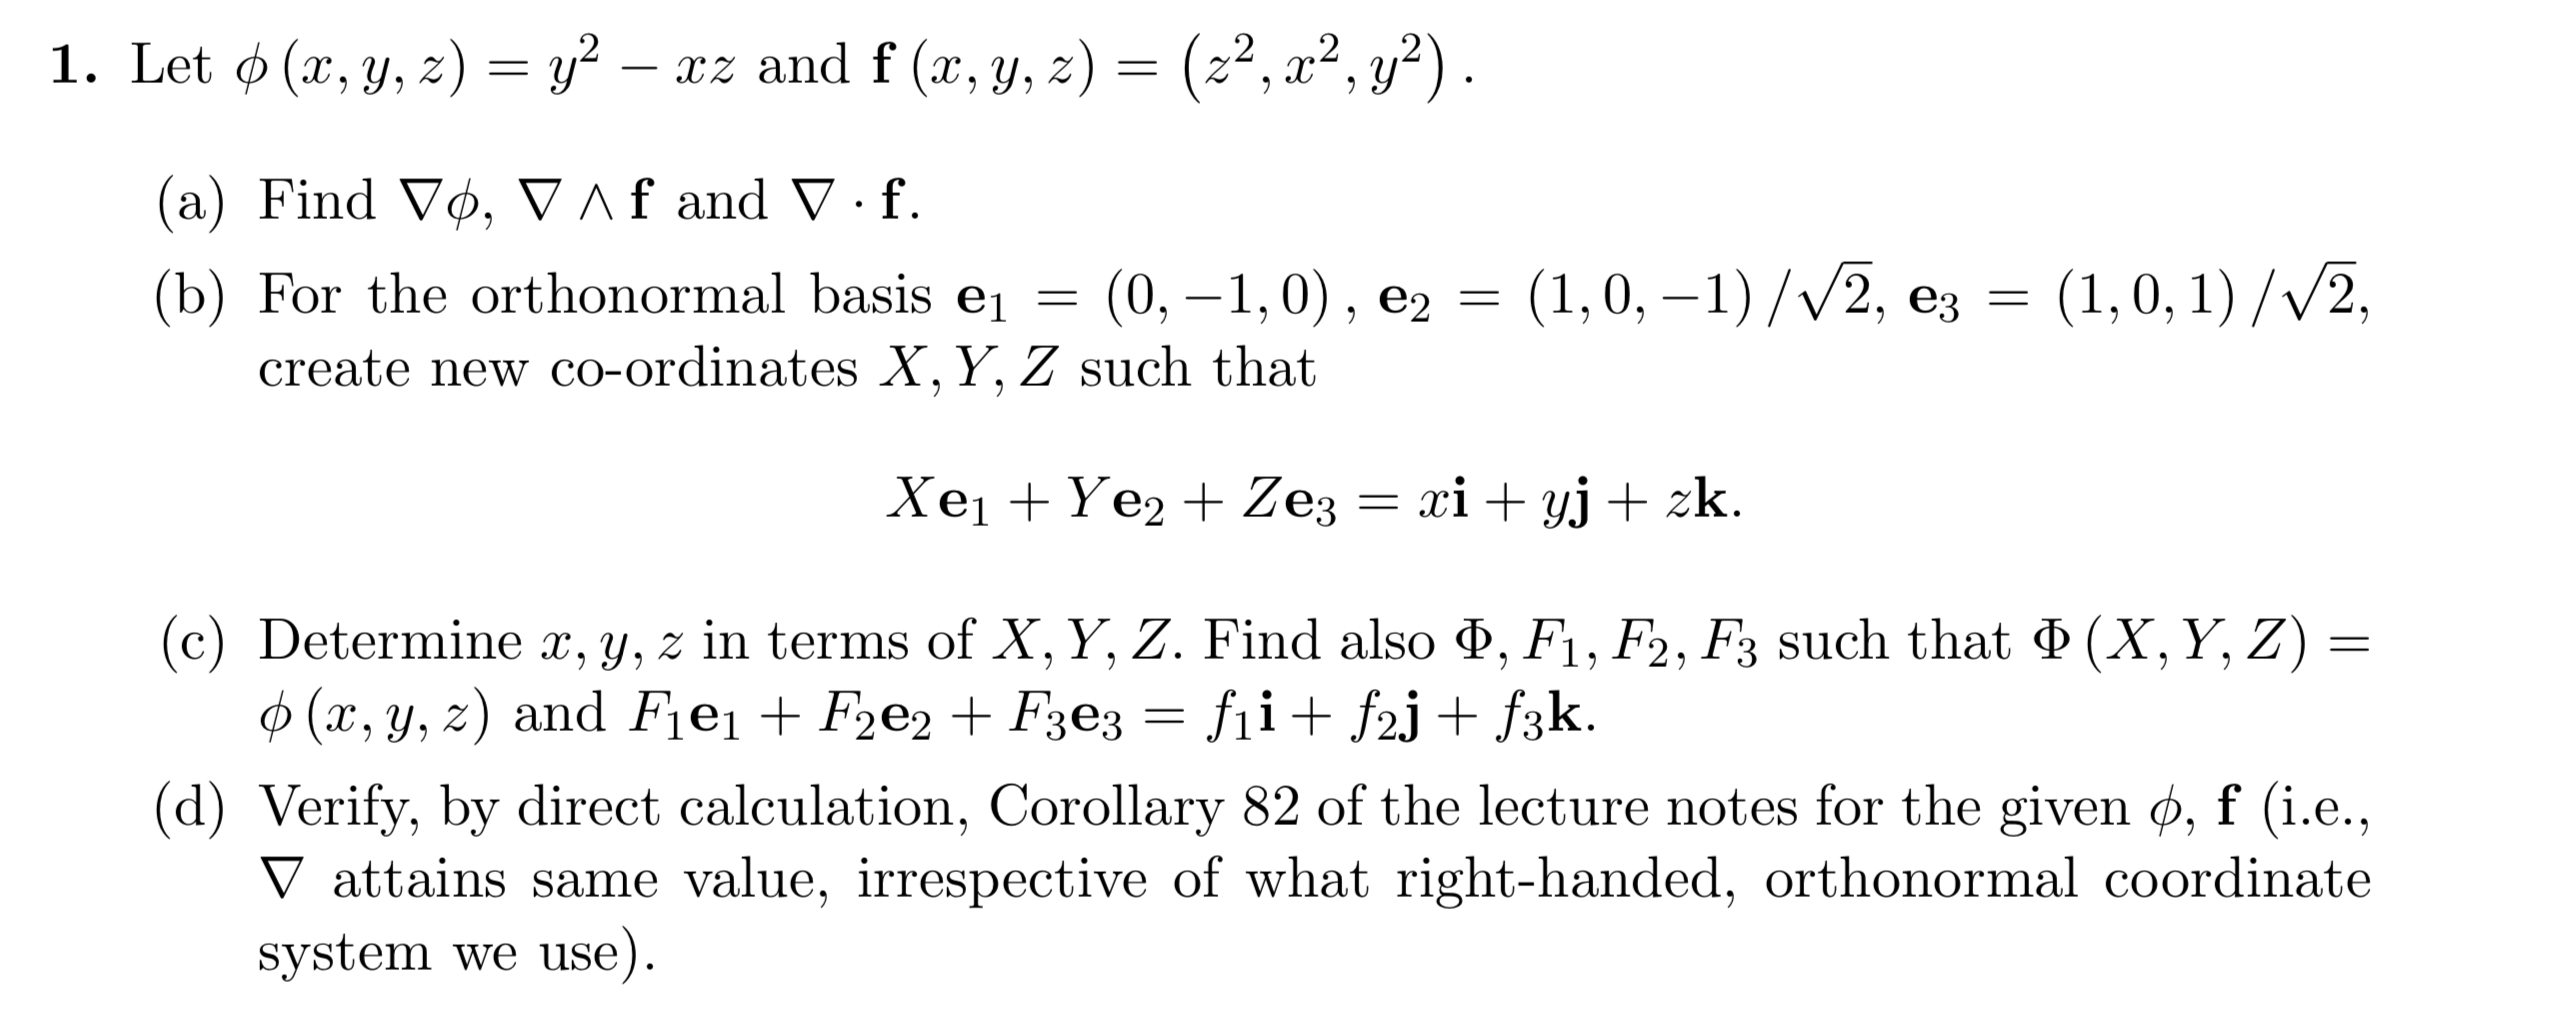 1. Let ϕ (x, y, z) = y² − xz and f (x, y, z) = (z², x², y²) .
(a) Find ∇ϕ, ∇ ∧ f and ∇ · f.
(b) For the orthonormal basis e₁ = (0, −1, 0) , e₂ = (1, 0, −1) /√2, e₃ = (1, 0, 1) /√2,
create new co-ordinates X, Y, Z such that
Xe₁ + Ye₂ + Ze₃ = xi + yj + zk.
(c) Determine x, y, z in terms of X, Y, Z. Find also Φ, F₁, F₂, F₃ such that Φ (X, Y, Z) =
ϕ (x, y, z) and F₁e₁ + F₂e₂ + F₃e₃ = f₁i + f₂j + f₃k.
(d) Verify, by direct calculation, Corollary 82 of the lecture notes for the given ϕ, f (i.e.,
∇ attains same value, irrespective of what right-handed, orthonormal coordinate
system we use).